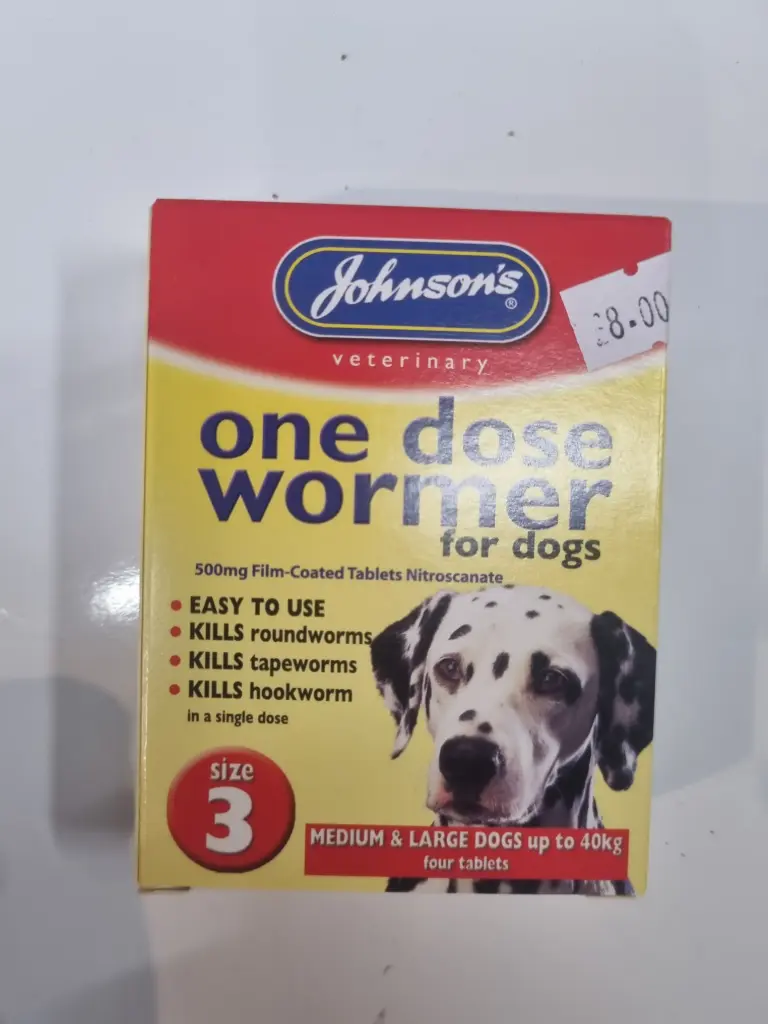 Johnson's®
veterinary
£8.00
one dose
wormer
for dogs
500mg Film-Coated Tablets Nitroscanate
• EASY TO USE
• KILLS roundworms
• KILLS tapeworms
• KILLS hookworm
in a single dose
size
3
MEDIUM & LARGE DOGS up to 40kg
four tablets